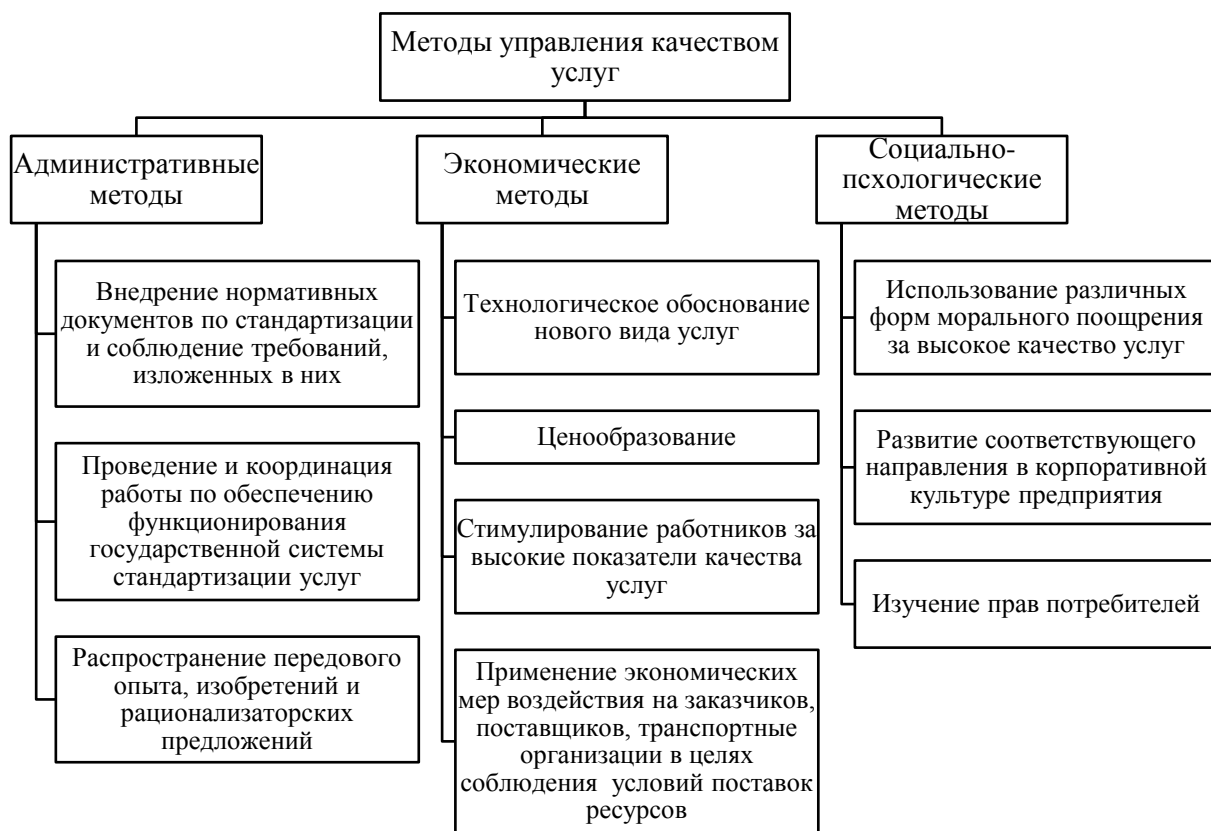 Методы управления качеством
услуг
Административные
методы
Внедрение нормативных
документов по стандартизации
и соблюдение требований,
изложенных в них
Проведение и координация
работы по обеспечению
функционирования
государственной системы
стандартизации услуг
Распространение передового
опыта, изобретений и
рационализаторских
предложений
Экономические
методы
Технологическое обоснование
нового вида услуг
Ценообразование
Стимулирование работников за
высокие показатели качества
услуг
Применение экономических
мер воздействия на заказчиков,
поставщиков, транспортные
организации в целях
соблюдения условий поставок
ресурсов
Социально-
псхологические
методы
Использование различных
форм морального поощрения
за высокое качество услуг
Развитие соответствующего
направления в корпоративной
культуре предприятия
Изучение прав потребителей